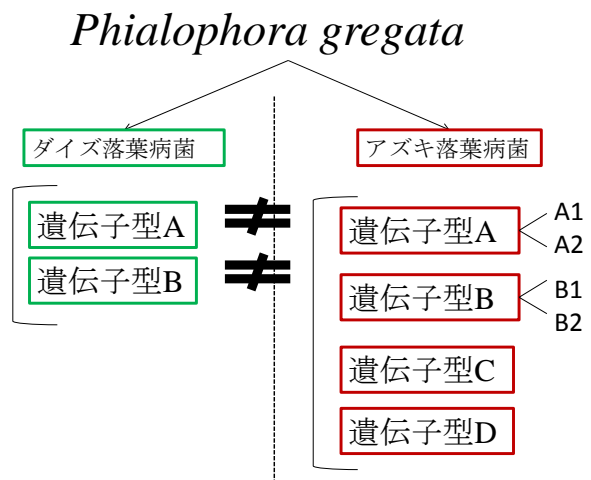 Phialophora gregata
ダイズ落葉病菌
遺伝子型A
遺伝子型B
≠
≠
アズキ落葉病菌
遺伝子型A
A1
A2
遺伝子型B
B1
B2
遺伝子型C
遺伝子型D